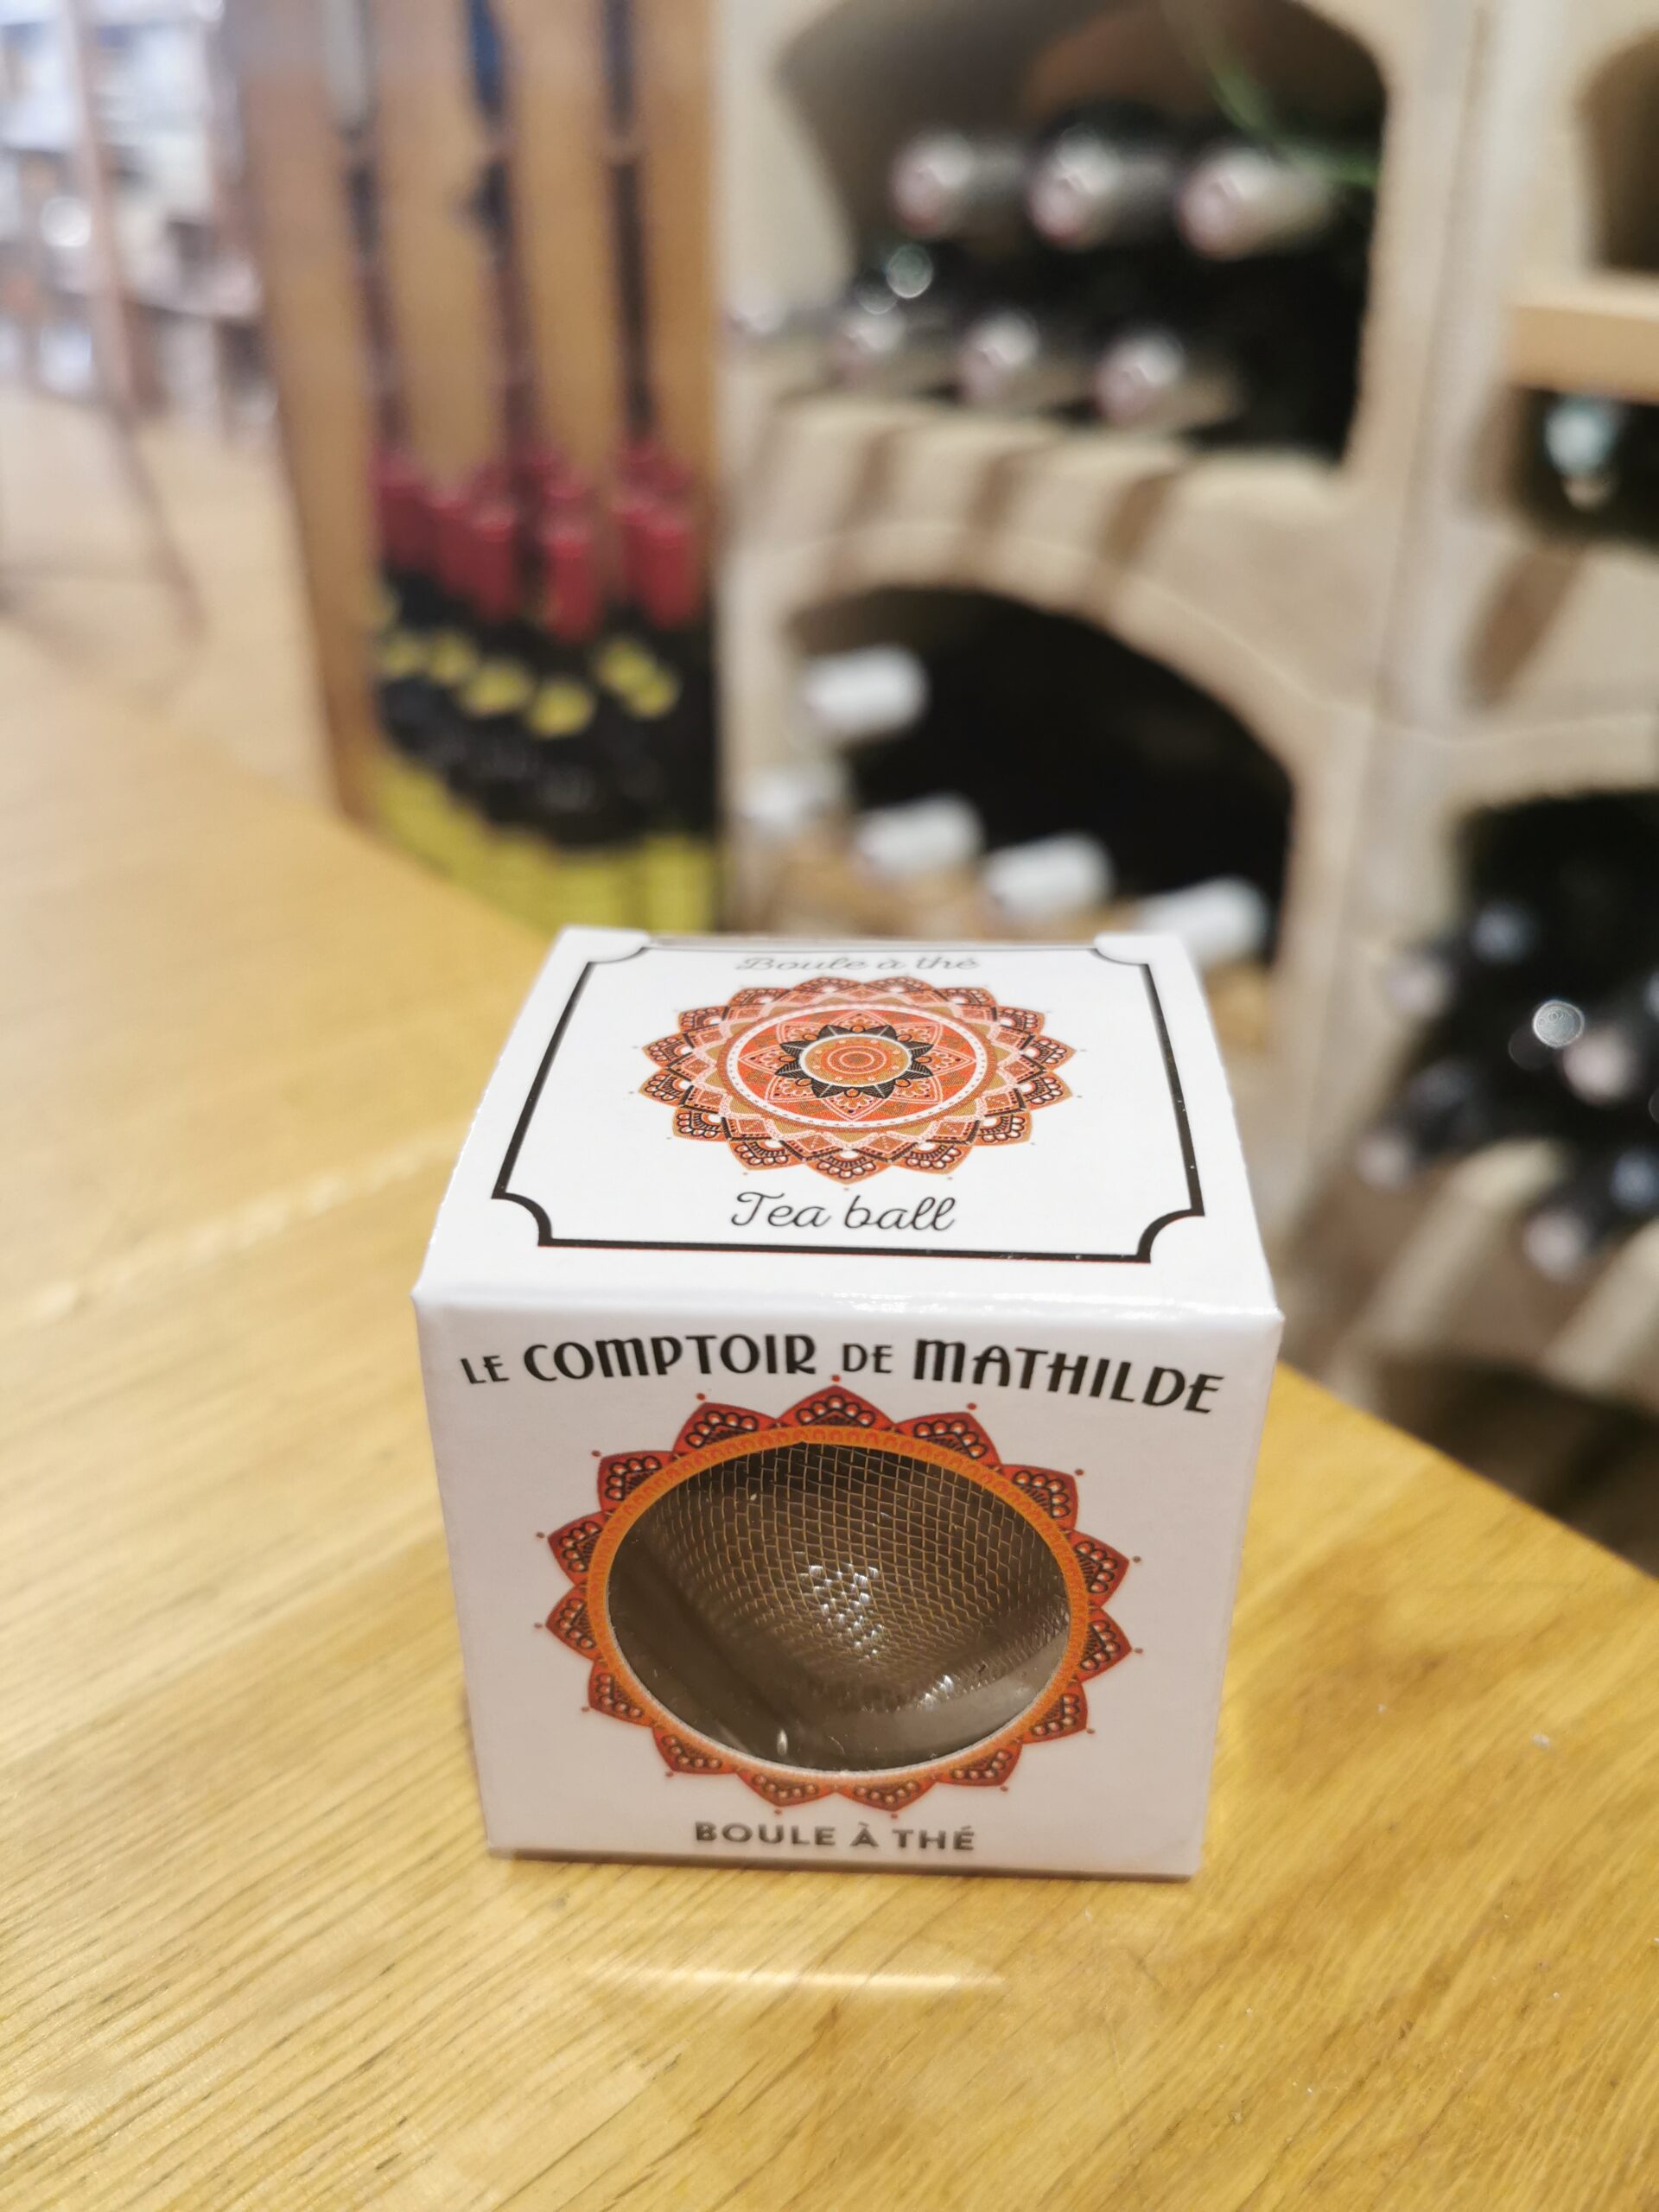 Boule à thé
Tea ball
LE COMPTOIR DE MATHILDE
BOULE À THÉ